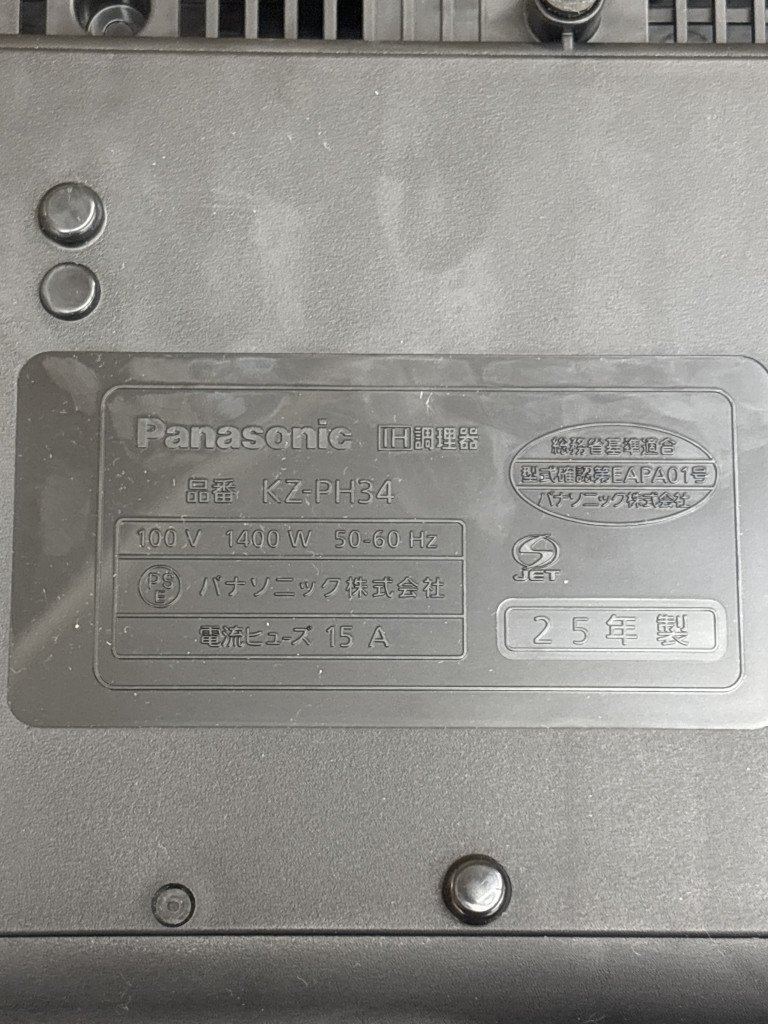 Panasonic IH調理器
品番 KZ-PH34
100 V 1400 W 50-60 Hz
PS E パナソニック株式会社
電流ヒューズ 15 A
総務省基準適合
型式確認第EAPA01号
パナソニック株式会社
JET
25年製